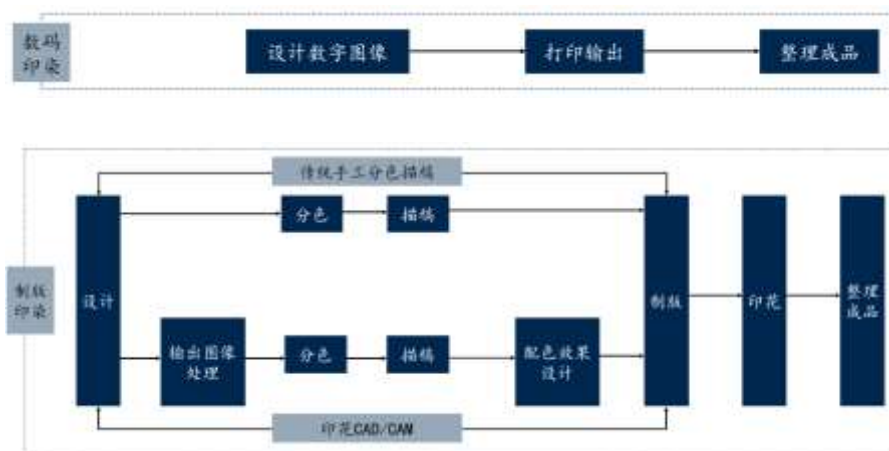 数码
印染
设计数字图像
打印输出
整理成品
传统手工分色描稿
分色
描稿
制版
印染
设计
制版
印花
整理
成品
输出图像
处理
分色
描稿
配色效果
设计
印花CAD/CAM